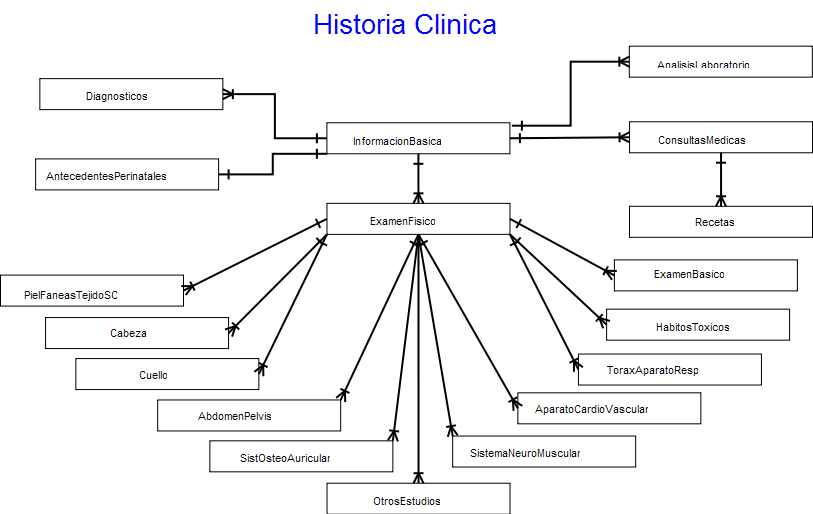 Historia Clinica
AnalisisLaboratorio
Diagnosticos
InformacionBasica
ConsultasMedicas
AntecedentesPerinatales
ExamenFisico
Recetas
ExamenBasico
PielFaneasTejidoSC
HabitosToxicos
Cabeza
ToraxAparatoResp
Cuello
AparatoCardioVascular
AbdomenPelvis
SistemaNeuroMuscular
SistOsteoAuricular
OtrosEstudios